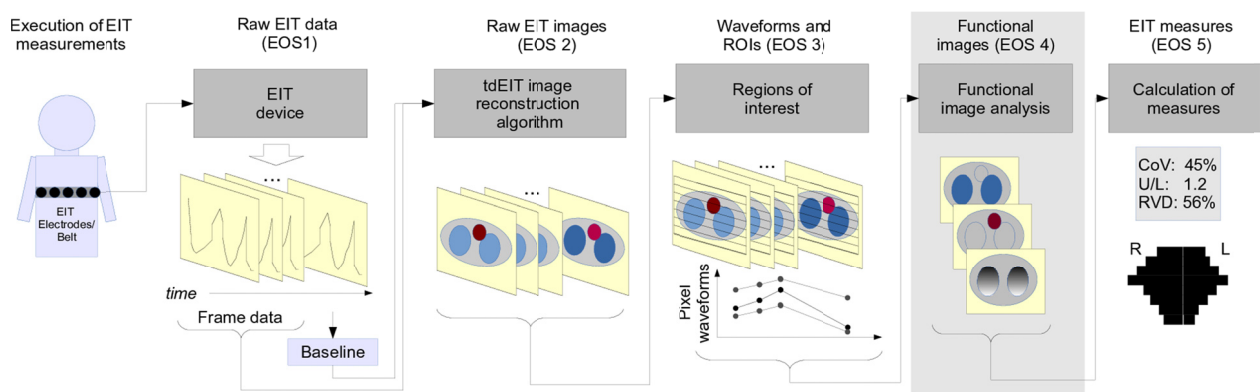 Execution of EIT
measurements
EIT
Electrodes/
Belt
Raw EIT data
(EOS1)
EIT
device
...
time
Frame data
Baseline
Raw EIT images
(EOS 2)
tdEIT image
reconstruction
algorithm
...
Waveforms and
ROIs (EOS 3)
Regions of
interest
...
Pixel
waveforms
Functional
images (EOS 4)
Functional
image analysis
EIT measures
(EOS 5)
Calculation of
measures
CoV: 45%
U/L: 1.2
RVD: 56%
R L